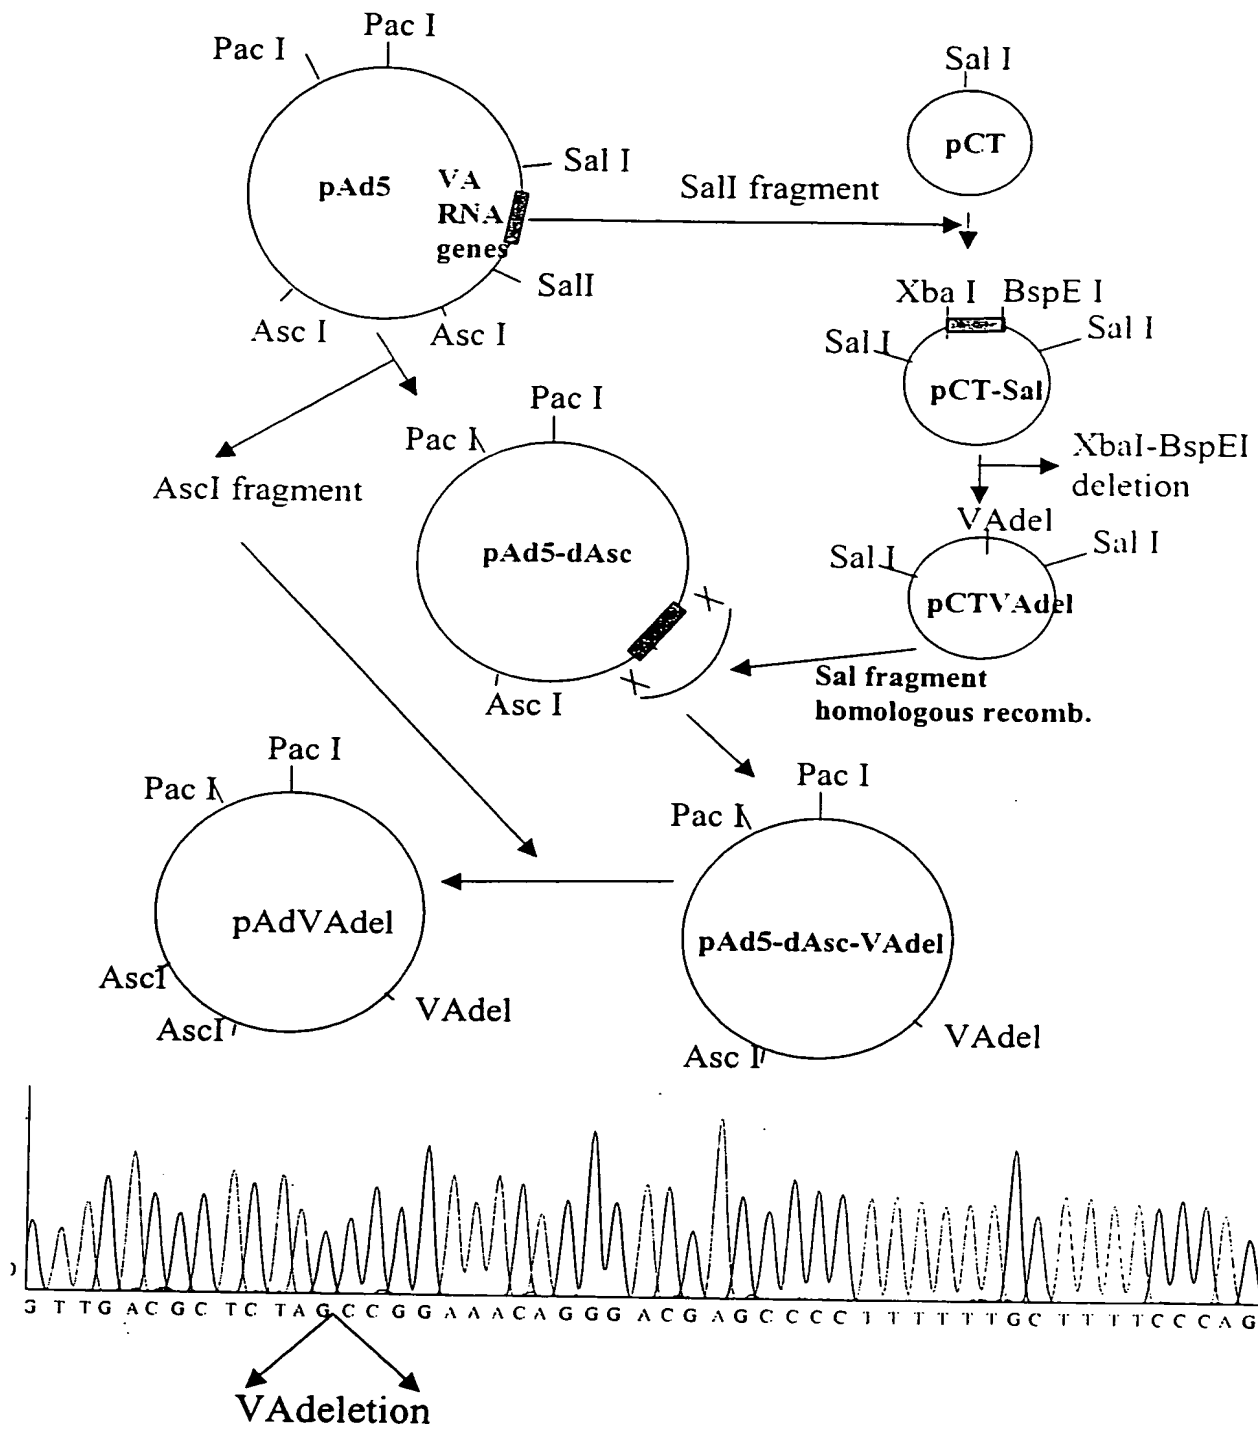 Pac I
Pac I
Sal I
pCT
pAd5
VA
RNA
genes
Sal I
SalI fragment
SalI
Asc I
Asc I
Xba I
BspE I
Sal I
Sal I
pCT-Sal
XbaI-BspEI
deletion
Pac I
Pac I
AscI fragment
VAdel
Sal I
Sal I
pAd5-dAsc
pCTVAdel
X
X
Sal fragment
homologous recomb.
Asc I
Pac I
Pac I
Pac I
Pac I
pAdVAdel
pAd5-dAsc-VAdel
AscI
AscI
VAdel
VAdel
Asc I
G T T G A C G C T C T A G C C G G A A A C A G G G A C G A G C C C C T T T T T T G C T T T T C C C A G
VAdeletion